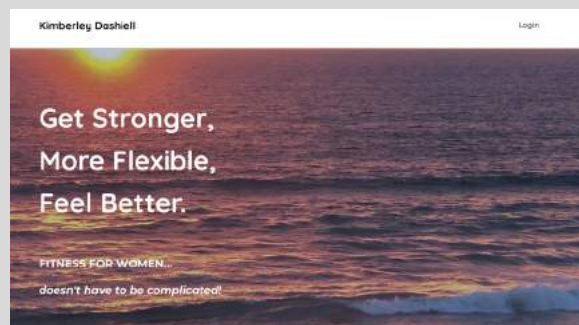 Kimberley Dashiell
Login
Get Stronger,
More Flexible,
Feel Better.
FITNESS FOR WOMEN...
doesn't have to be complicated!